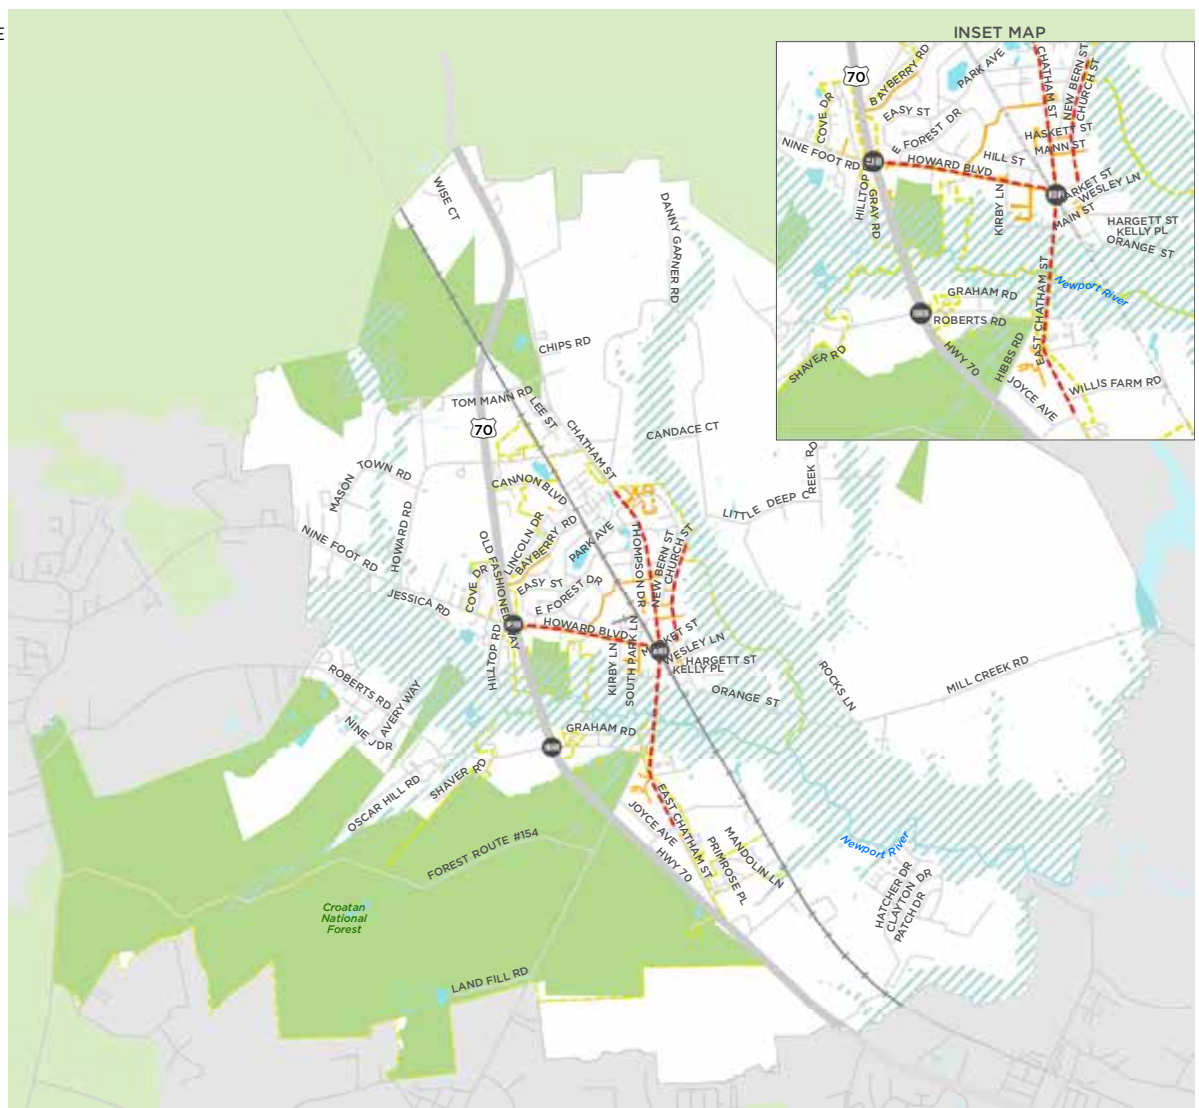 E
INSET MAP
70
BAYBERRY RD
PARK AVE
CHATHAM ST
NEW BERN ST
CHURCH ST
COVE DR
EASY ST
E FOREST DR
HASKETT ST
MANN ST
NINE FOOT RD
HOWARD BLVD
HILL ST
HILLTOP
GRAY RD
KIRBY LN
WESLEY LN
MAIN ST
HARGETT ST
KELLY PL
ORANGE ST
EAST CHATHAM ST
Newport River
GRAHAM RD
ROBERTS RD
SHAVER RD
HWY 70
HIBBS RD
JOYCE AVE
WILLIS FARM RD
WISE CT
DANNY GARNER RD
CHIPS RD
TOM MANN RD
LEE ST
70
CHATHAM ST
CANDACE CT
MASON
TOWN RD
CANNON BLVD
LITTLE DEEP CREEK RD
HOWARD RD
NINE FOOT RD
OLD FASHIONED WAY
LINCOLN DR
BAYBERRY RD
PARK AVE
THOMPSON DR
NEW BERN ST
CHURCH ST
COVE DR
EASY ST
E FOREST DR
JESSICA RD
HOWARD BLVD
HILLTOP RD
KIRBY LN
SOUTH PARK LN
WESLEY LN
HARGETT ST
KELLY PL
ORANGE ST
ROCKS LN
MILL CREEK RD
ROBERTS RD
AVERY WAY
GRAHAM RD
OSCAR HILL RD
SHAVER RD
EAST CHATHAM ST
JOYCE AVE
HWY 70
PRIMROSE PL
MANDOLIN LN
FOREST ROUTE #154
Newport River
HATCHER DR
CLAYTON DR
PATCH DR
Croatan
National
Forest
LAND FILL RD